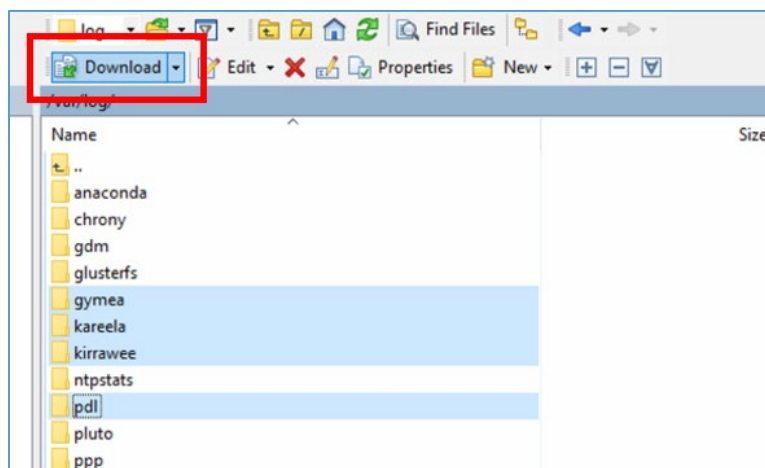 log Find Files
Download Edit Properties New
/var/log/
Name Size
..
anaconda
chrony
gdm
glusterfs
gymea
kareela
kirrawee
ntpstats
pdl
pluto
ppp